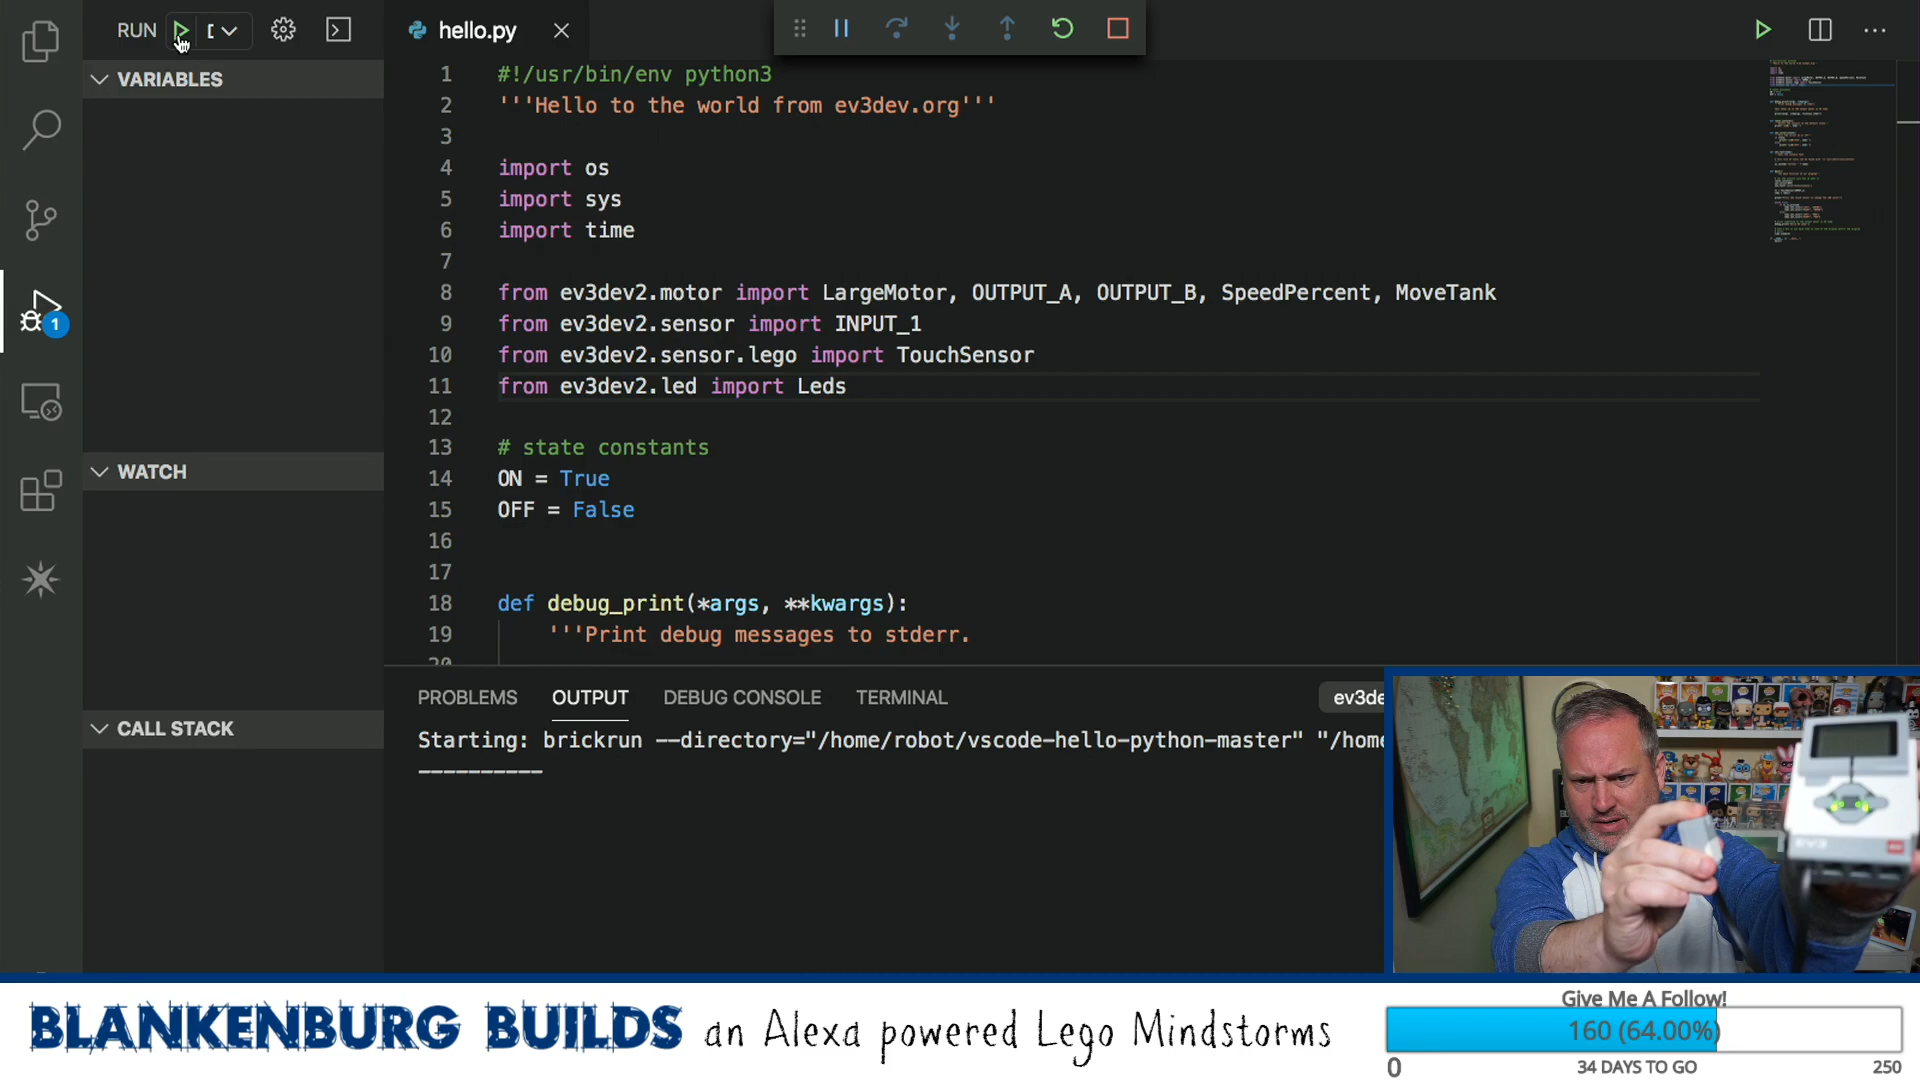 RUN
VARIABLES
WATCH
CALL STACK
1
hello.py
1 #!/usr/bin/env python3
2 '''Hello to the world from ev3dev.org'''
3
4 import os
5 import sys
6 import time
7
8 from ev3dev2.motor import LargeMotor, OUTPUT_A, OUTPUT_B, SpeedPercent, MoveTank
9 from ev3dev2.sensor import INPUT_1
10 from ev3dev2.sensor.lego import TouchSensor
11 from ev3dev2.led import Leds
12
13 # state constants
14 ON = True
15 OFF = False
16
17
18 def debug_print(*args, **kwargs):
19 '''Print debug messages to stderr.
20
PROBLEMS OUTPUT DEBUG CONSOLE TERMINAL ev3de
Starting: brickrun --directory="/home/robot/vscode-hello-python-master" "/home
----------
EV3
BLANKENBURG BUILDS an Alexa powered Lego Mindstorms
Give Me A Follow!
160 (64.00%)
0 34 DAYS TO GO 250